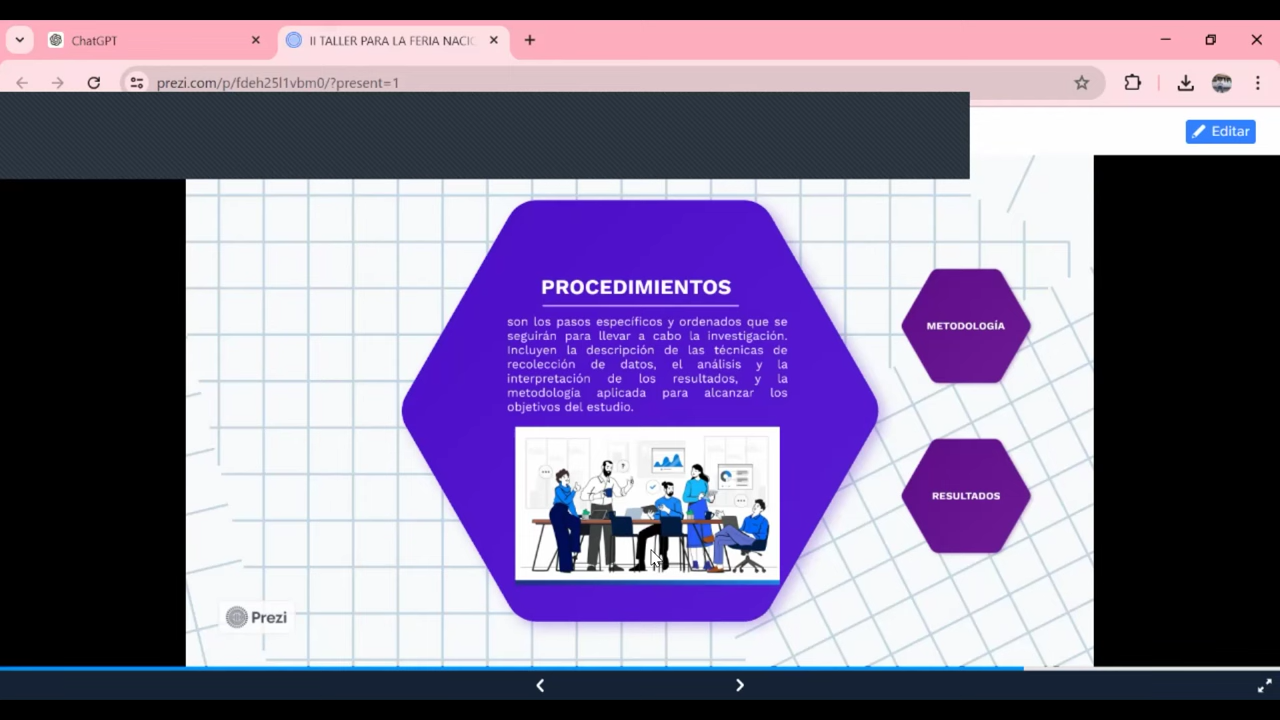 ChatGPT
II TALLER PARA LA FERIA NACIO
prezi.com/p/fdeh25l1vbm0/?present=1
Editar
PROCEDIMIENTOS
son los pasos específicos y ordenados que se
seguirán para llevar a cabo la investigación.
Incluyen la descripción de las técnicas de
recolección de datos, el análisis y la
interpretación de los resultados, y la
metodología aplicada para alcanzar los
objetivos del estudio.
METODOLOGÍA
RESULTADOS
Prezi